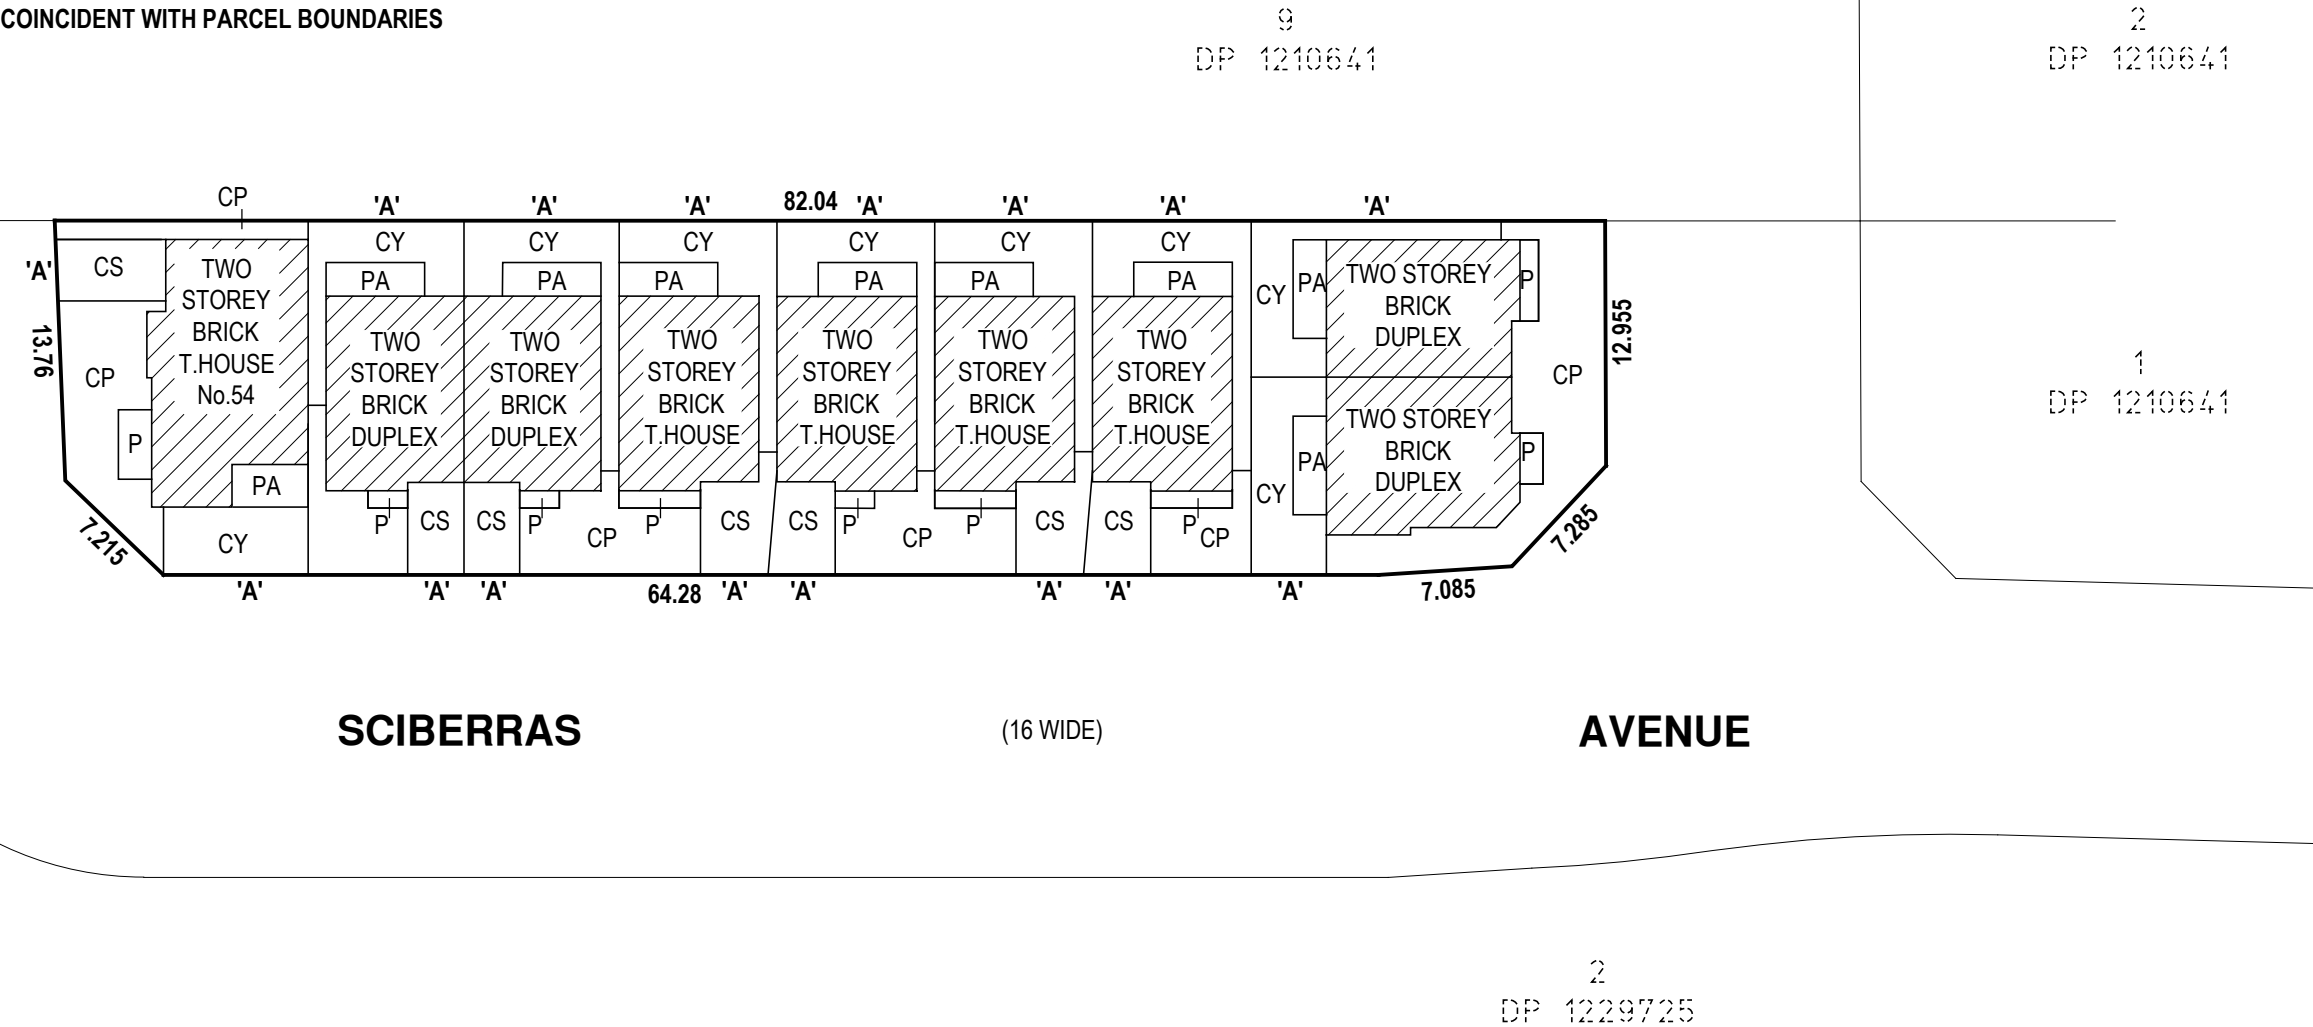 COINCIDENT WITH PARCEL BOUNDARIES
9
DP 1210641
2
DP 1210641
CP
'A' 'A' 'A' 82.04 'A' 'A' 'A' 'A'
CY CY CY CY CY CY
'A' CS
PA PA PA PA PA PA
CY PA P
CY PA P
TWO
STOREY
BRICK
T.HOUSE
No.54
TWO
STOREY
BRICK
DUPLEX
TWO
STOREY
BRICK
DUPLEX
TWO
STOREY
BRICK
T.HOUSE
TWO
STOREY
BRICK
T.HOUSE
TWO
STOREY
BRICK
T.HOUSE
TWO
STOREY
BRICK
T.HOUSE
TWO STOREY
BRICK
DUPLEX
TWO STOREY
BRICK
DUPLEX
13.76
12.955
CP
CP
1
DP 1210641
P
PA
CY
P CS CS P CP P CS CS P CP P CS CS P CP
7.215
7.285
'A' 'A' 'A' 64.28 'A' 'A' 'A' 'A' 'A' 7.085
SCIBERRAS (16 WIDE) AVENUE
2
DP 1229725